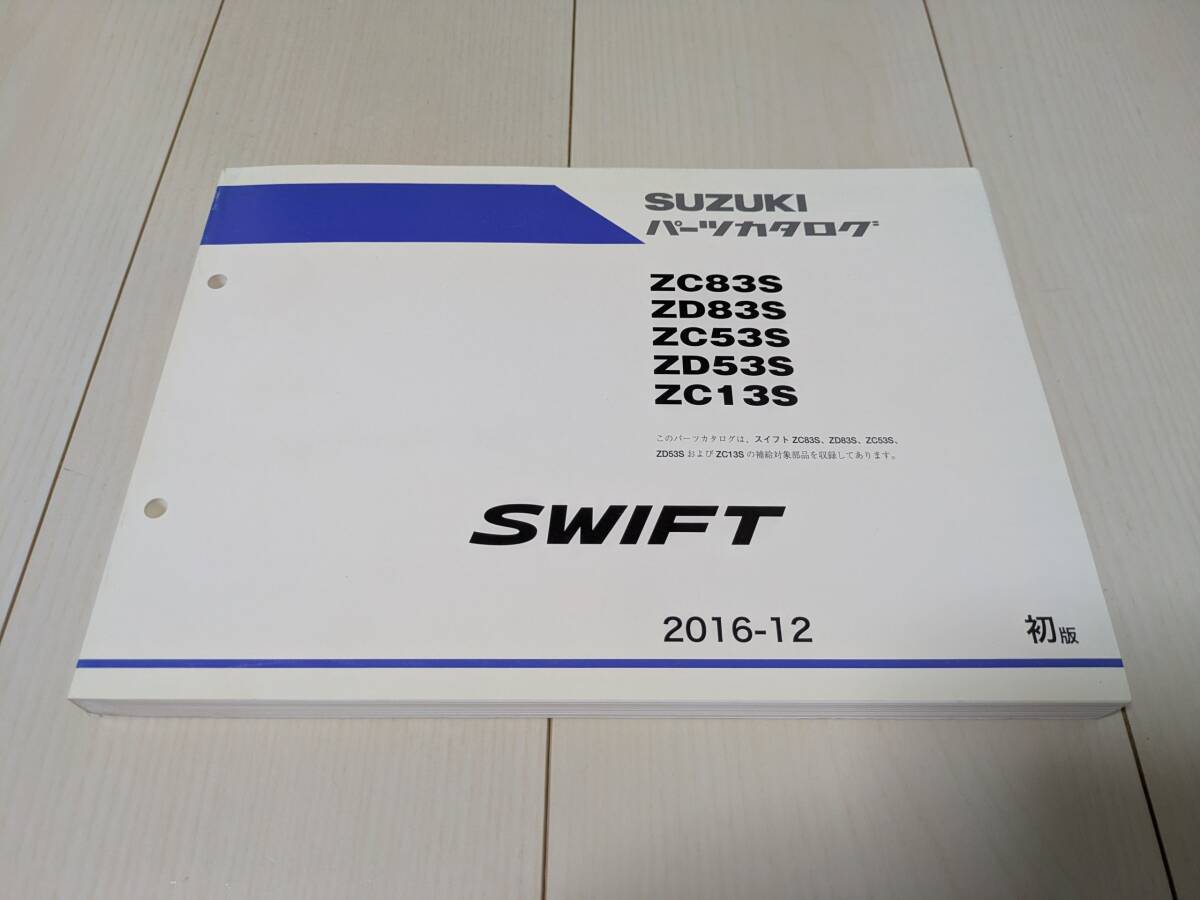 SUZUKI
パーツカタログ
ZC83S
ZD83S
ZC53S
ZD53S
ZC13S
このパーツカタログは、スイフト ZC83S、ZD83S、ZC53S、
ZD53S および ZC13S の補給対象部品を収録してあります。
SWIFT
2016-12 初版